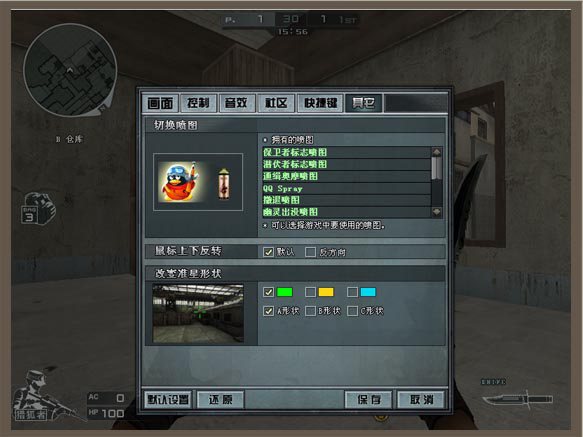 P. 1 30 1 1ST
15:56
B 仓库
画面 控制 音效 社区 快捷键 其它
切换喷图
* 拥有的喷图
保卫者标志喷图
潜伏者标志喷图
通缉奥摩喷图
QQ Spray
撤退喷图
幽灵出没喷图
* 可以选择游戏中要使用的喷图。
BAG
3
鼠标上下反转 默认 反方向
改变准星形状
A形状 B形状 C形状
KNIFE
猎狐者
AC 0
HP 100
默认设置 还原 保存 取消